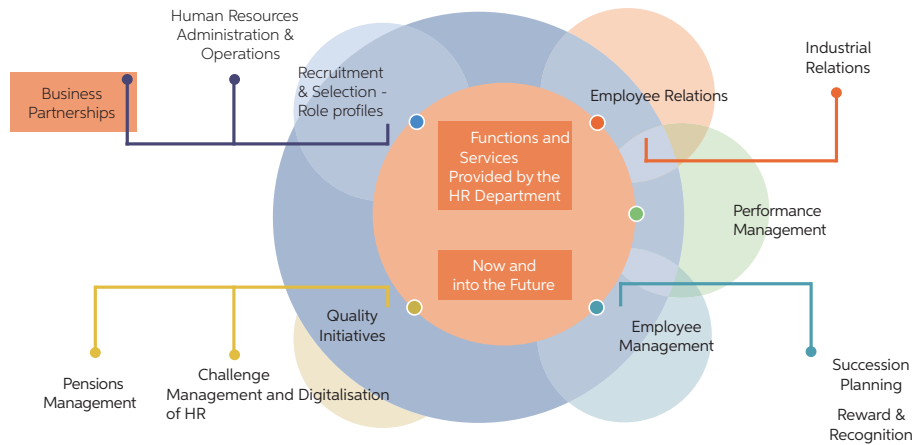 Human Resources
Administration &
Operations
Business
Partnerships
Recruitment
& Selection -
Role profiles
Employee Relations
Industrial
Relations
Functions and
Services
Provided by the
HR Department
Performance
Management
Now and
into the Future
Quality
Initiatives
Employee
Management
Pensions
Management
Challenge
Management and Digitalisation
of HR
Succession
Planning
Reward &
Recognition